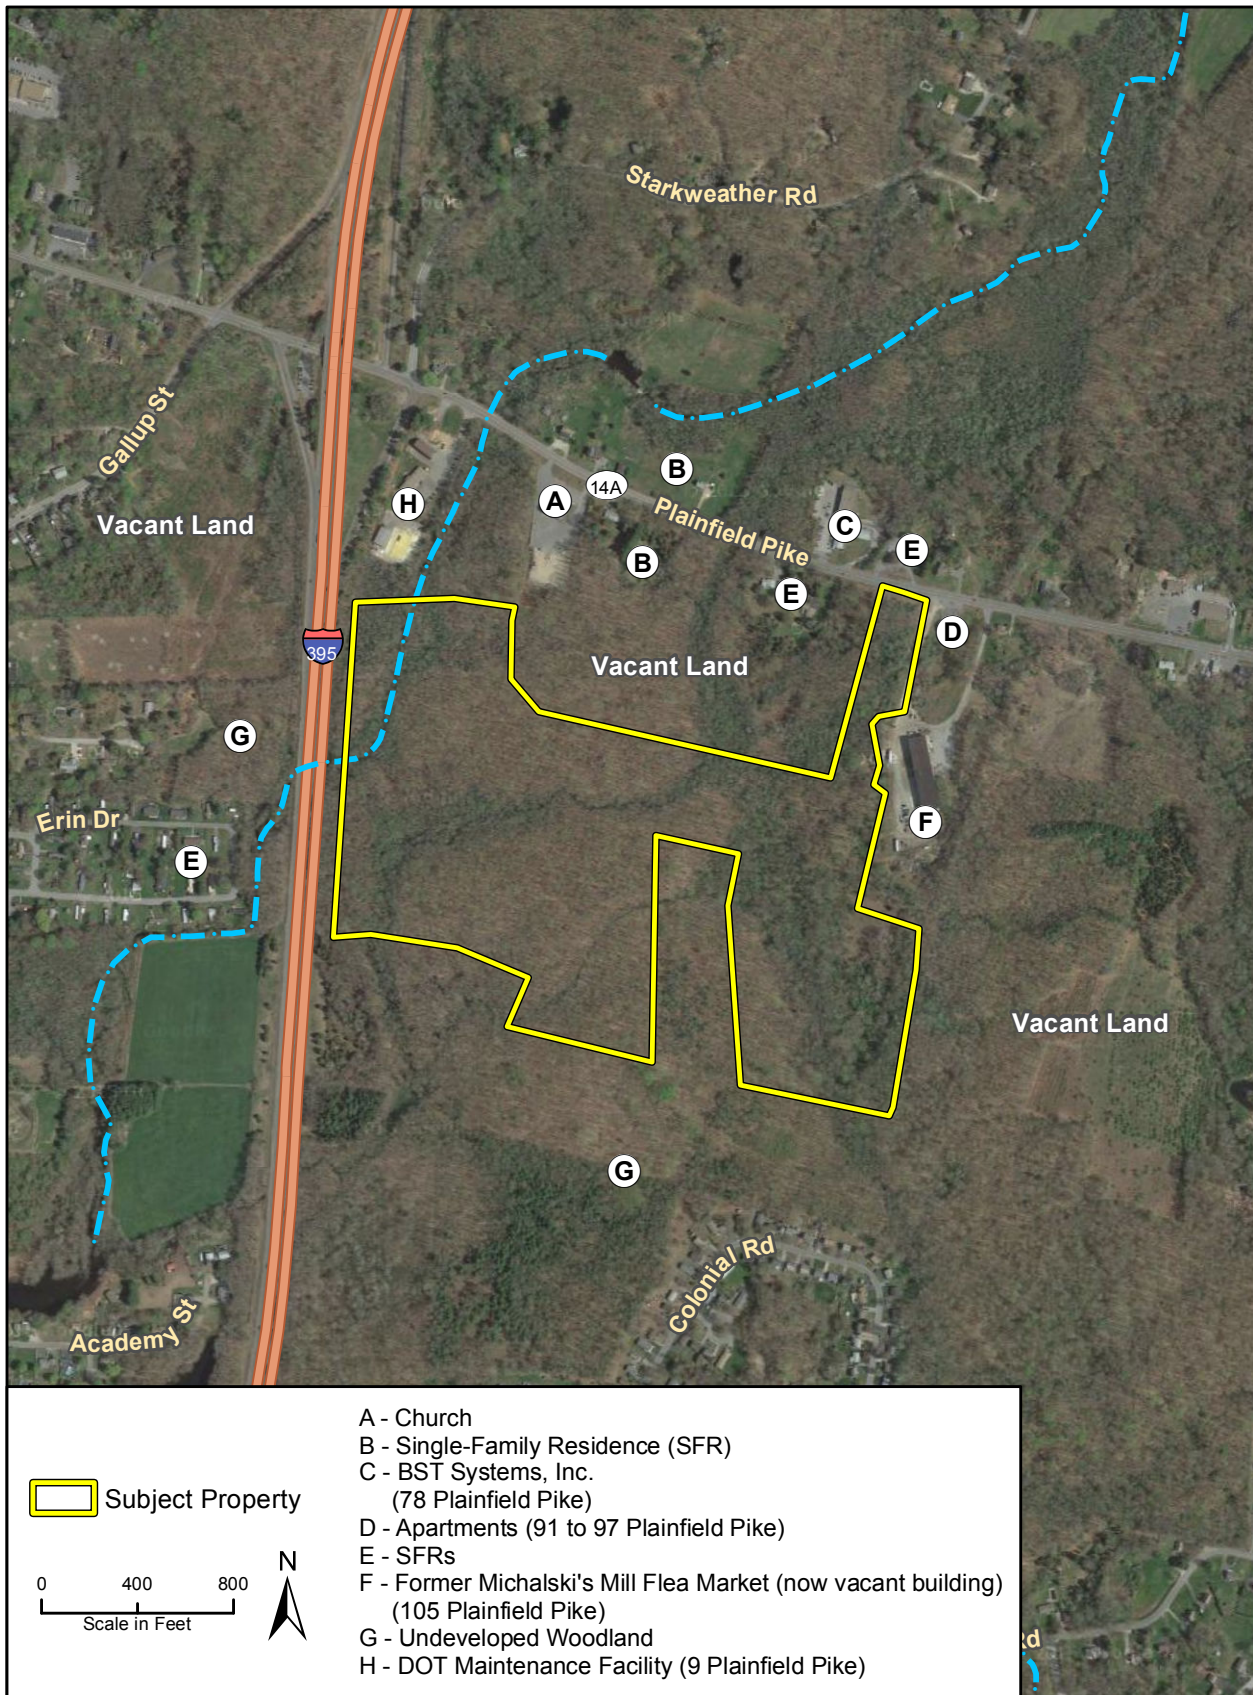 Starkweather Rd
Gallup St
Vacant Land
H
A
14A
B
Plainfield Pike
B
C
E
E
D
395
Vacant Land
G
Erin Dr
E
F
Vacant Land
G
Colonial Rd
Academy St
Subject Property
0 400 800
Scale in Feet
N
A - Church
B - Single-Family Residence (SFR)
C - BST Systems, Inc.
(78 Plainfield Pike)
D - Apartments (91 to 97 Plainfield Pike)
E - SFRs
F - Former Michalski's Mill Flea Market (now vacant building)
(105 Plainfield Pike)
G - Undeveloped Woodland
H - DOT Maintenance Facility (9 Plainfield Pike)
Rd